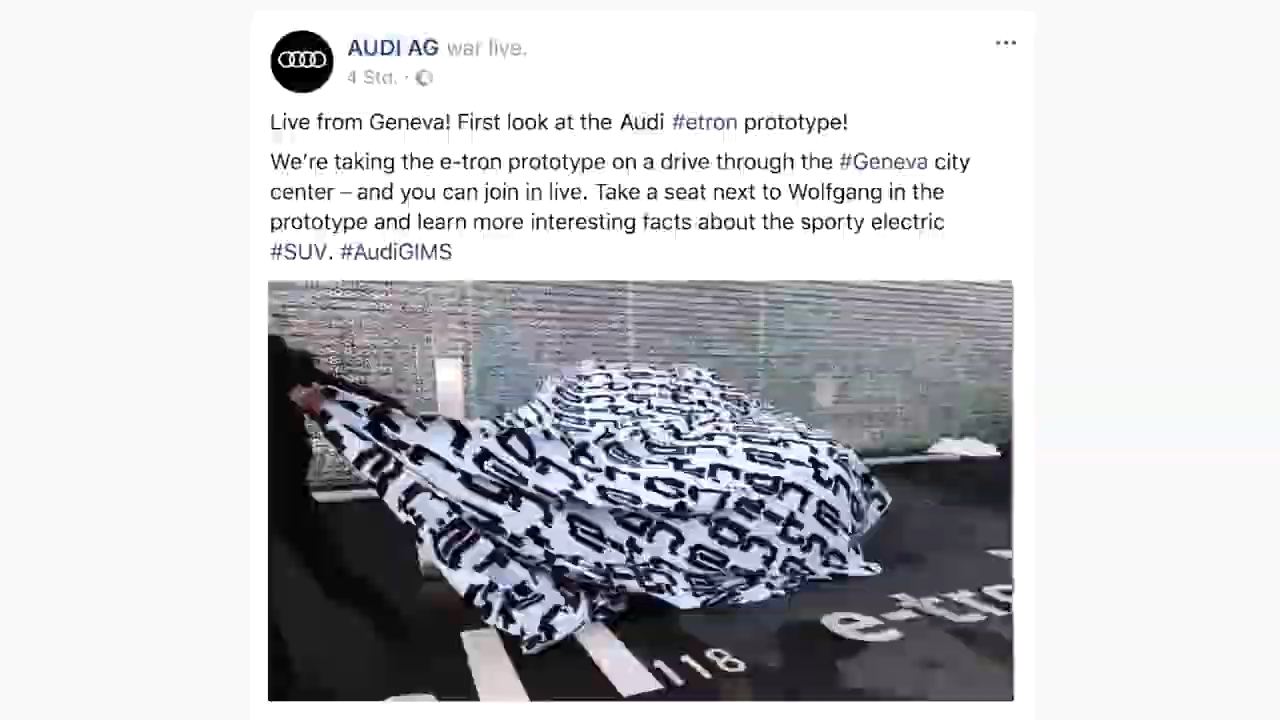 AUDI AG war live.
4 Std. ·
Live from Geneva! First look at the Audi #etron prototype!
We’re taking the e-tron prototype on a drive through the #Geneva city
center – and you can join in live. Take a seat next to Wolfgang in the
prototype and learn more interesting facts about the sporty electric
#SUV. #AudiGIMS
e-tro
118